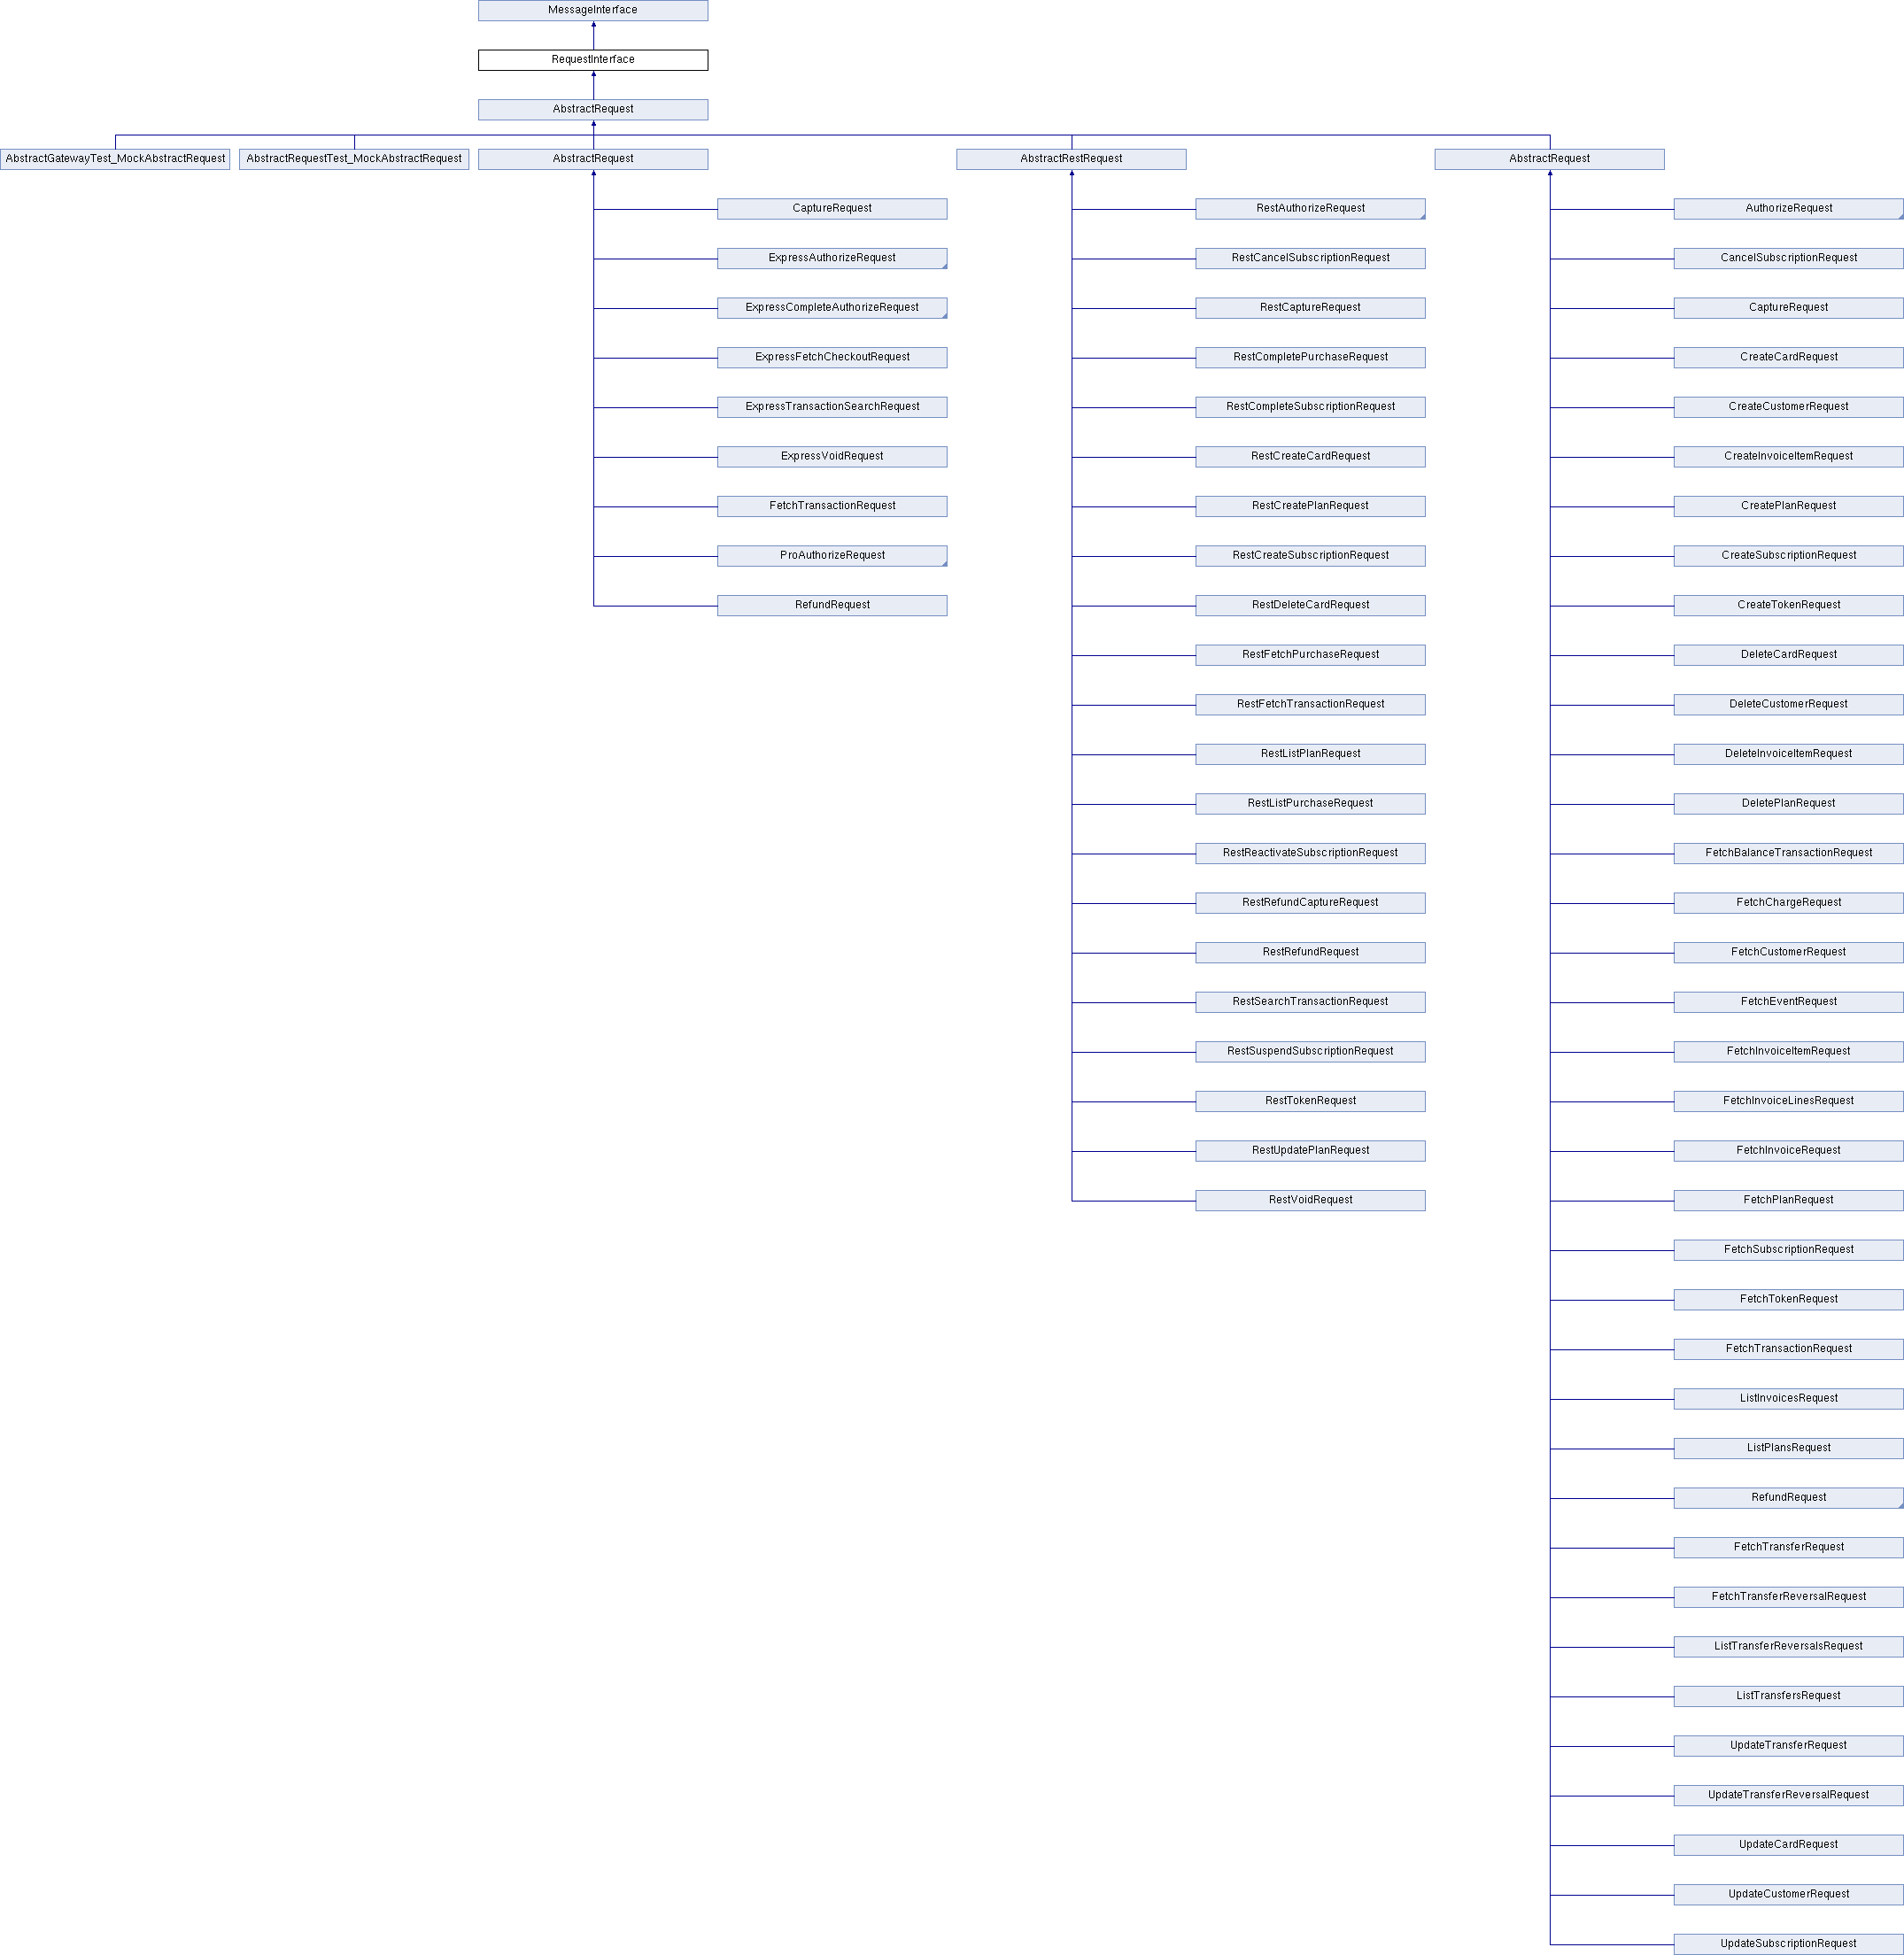 MessageInterface
RequestInterface
AbstractRequest
AbstractGatewayTest_MockAbstractRequest
AbstractRequestTest_MockAbstractRequest
AbstractRequest
AbstractRestRequest
AbstractRequest
CaptureRequest
ExpressAuthorizeRequest
ExpressCompleteAuthorizeRequest
ExpressFetchCheckoutRequest
ExpressTransactionSearchRequest
ExpressVoidRequest
FetchTransactionRequest
ProAuthorizeRequest
RefundRequest
RestAuthorizeRequest
RestCancelSubscriptionRequest
RestCaptureRequest
RestCompletePurchaseRequest
RestCompleteSubscriptionRequest
RestCreateCardRequest
RestCreatePlanRequest
RestCreateSubscriptionRequest
RestDeleteCardRequest
RestFetchPurchaseRequest
RestFetchTransactionRequest
RestListPlanRequest
RestListPurchaseRequest
RestReactivateSubscriptionRequest
RestRefundCaptureRequest
RestRefundRequest
RestSearchTransactionRequest
RestSuspendSubscriptionRequest
RestTokenRequest
RestUpdatePlanRequest
RestVoidRequest
AuthorizeRequest
CancelSubscriptionRequest
CaptureRequest
CreateCardRequest
CreateCustomerRequest
CreateInvoiceItemRequest
CreatePlanRequest
CreateSubscriptionRequest
CreateTokenRequest
DeleteCardRequest
DeleteCustomerRequest
DeleteInvoiceItemRequest
DeletePlanRequest
FetchBalanceTransactionRequest
FetchChargeRequest
FetchCustomerRequest
FetchEventRequest
FetchInvoiceItemRequest
FetchInvoiceLinesRequest
FetchInvoiceRequest
FetchPlanRequest
FetchSubscriptionRequest
FetchTokenRequest
FetchTransactionRequest
ListInvoicesRequest
ListPlansRequest
RefundRequest
FetchTransferRequest
FetchTransferReversalRequest
ListTransferReversalsRequest
ListTransfersRequest
UpdateTransferRequest
UpdateTransferReversalRequest
UpdateCardRequest
UpdateCustomerRequest
UpdateSubscriptionRequest